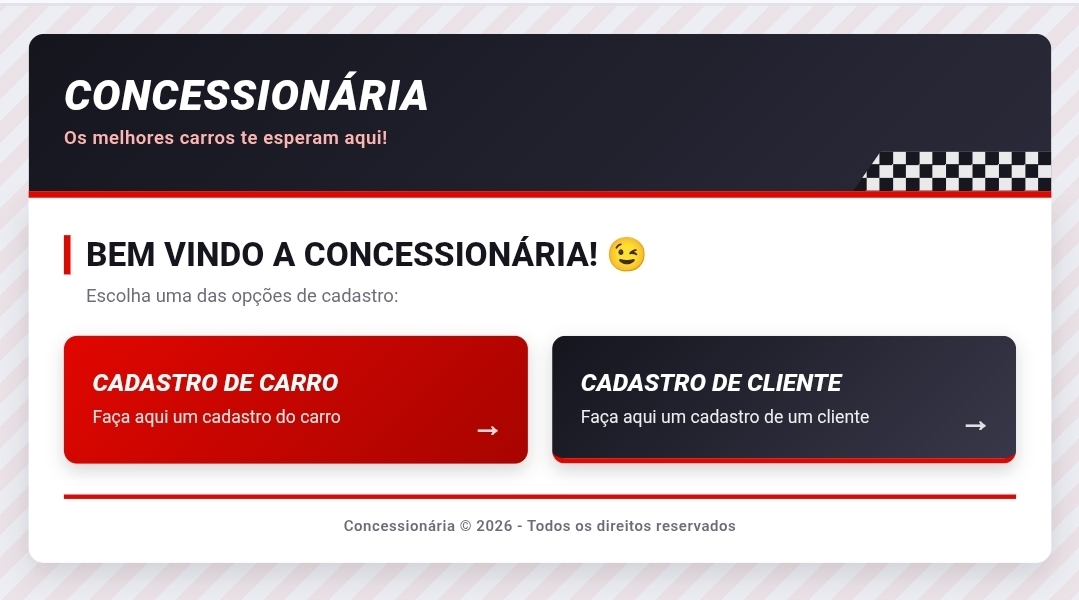 CONCESSIONÁRIA
Os melhores carros te esperam aqui!
BEM VINDO A CONCESSIONÁRIA! 😉
Escolha uma das opções de cadastro:
CADASTRO DE CARRO
Faça aqui um cadastro do carro
→
CADASTRO DE CLIENTE
Faça aqui um cadastro de um cliente
→
Concessionária © 2026 - Todos os direitos reservados